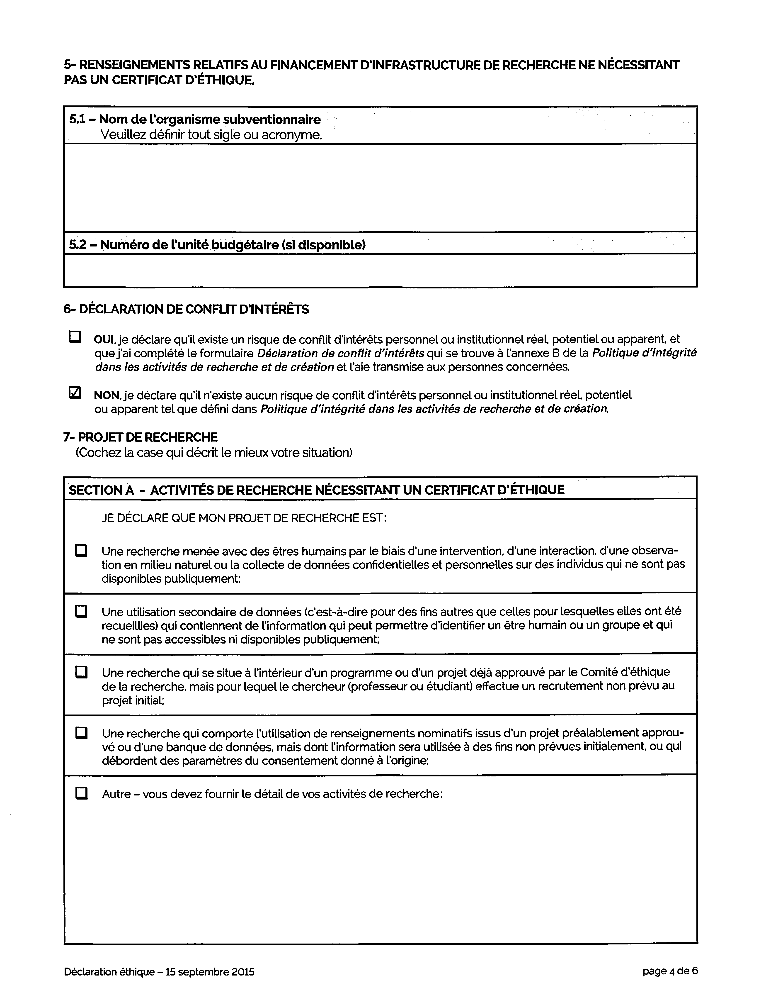 5- RENSEIGNEMENTS RELATIFS AU FINANCEMENT D'INFRASTRUCTURE DE RECHERCHE NE NÉCESSITANT
PAS UN CERTIFICAT D'ÉTHIQUE.
5.1 – Nom de l'organisme subventionnaire
Veuillez définir tout sigle ou acronyme.
5.2 – Numéro de l'unité budgétaire (si disponible)
6- DÉCLARATION DE CONFLIT D'INTÉRÊTS
☐ OUI, je déclare qu'il existe un risque de conflit d'intérêts personnel ou institutionnel réel, potentiel ou apparent, et
que j'ai complété le formulaire Déclaration de conflit d'intérêts qui se trouve à l'annexe B de la Politique d'intégrité
dans les activités de recherche et de création et l'aie transmise aux personnes concernées.
☑ NON, je déclare qu'il n'existe aucun risque de conflit d'intérêts personnel ou institutionnel réel, potentiel
ou apparent tel que défini dans Politique d'intégrité dans les activités de recherche et de création.
7- PROJET DE RECHERCHE
(Cochez la case qui décrit le mieux votre situation)
SECTION A - ACTIVITÉS DE RECHERCHE NÉCESSITANT UN CERTIFICAT D'ÉTHIQUE
JE DÉCLARE QUE MON PROJET DE RECHERCHE EST:
☐ Une recherche menée avec des êtres humains par le biais d'une intervention, d'une interaction, d'une observa-
tion en milieu naturel ou la collecte de données confidentielles et personnelles sur des individus qui ne sont pas
disponibles publiquement;
☐ Une utilisation secondaire de données (c'est-à-dire pour des fins autres que celles pour lesquelles elles ont été
recueillies) qui contiennent de l'information qui peut permettre d'identifier un être humain ou un groupe et qui
ne sont pas accessibles ni disponibles publiquement;
☐ Une recherche qui se situe à l'intérieur d'un programme ou d'un projet déjà approuvé par le Comité d'éthique
de la recherche, mais pour lequel le chercheur (professeur ou étudiant) effectue un recrutement non prévu au
projet initial;
☐ Une recherche qui comporte l'utilisation de renseignements nominatifs issus d'un projet préalablement approu-
vé ou d'une banque de données, mais dont l'information sera utilisée à des fins non prévues initialement, ou qui
débordent des paramètres du consentement donné à l'origine;
☐ Autre – vous devez fournir le détail de vos activités de recherche:
Déclaration éthique – 15 septembre 2015
page 4 de 6